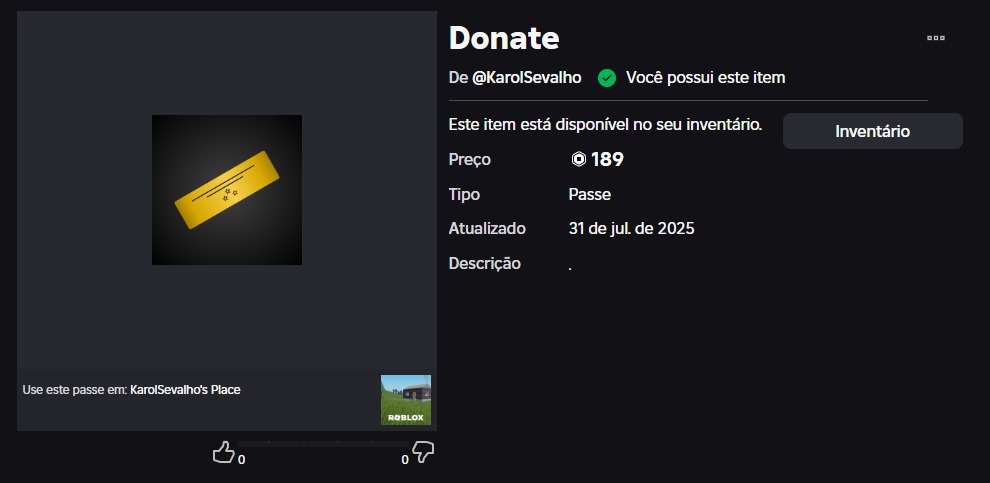 Donate
De @KarolSevalho Você possui este item
Este item está disponível no seu inventário.
Inventário
Preço 189
Tipo Passe
Atualizado 31 de jul. de 2025
Descrição .
Use este passe em: KarolSevalho's Place
ROBLOX
0 0